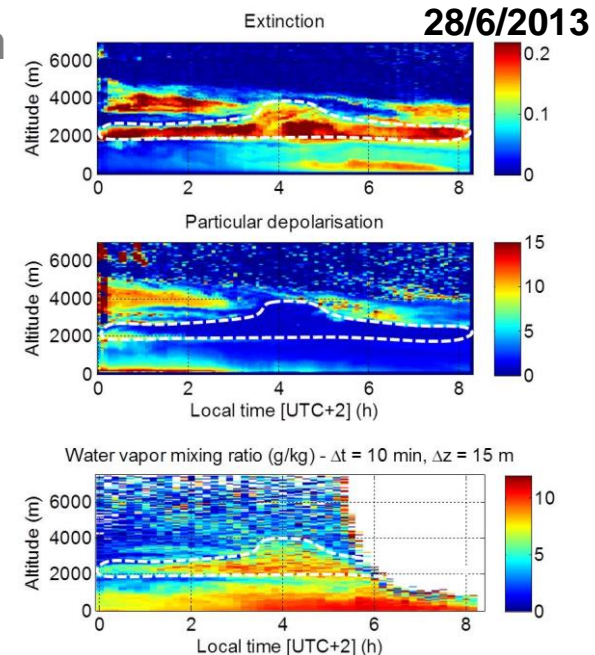 28/6/2013
Extinction
Altitude (m)
6000
4000
2000
0
0 2 4 6 8
0.2
0.1
0
Particular depolarisation
Altitude (m)
6000
4000
2000
0
0 2 4 6 8
Local time [UTC+2] (h)
15
10
5
0
Water vapor mixing ratio (g/kg) - Δt = 10 min, Δz = 15 m
Altitude (m)
6000
4000
2000
0
0 2 4 6 8
Local time [UTC+2] (h)
10
5
0